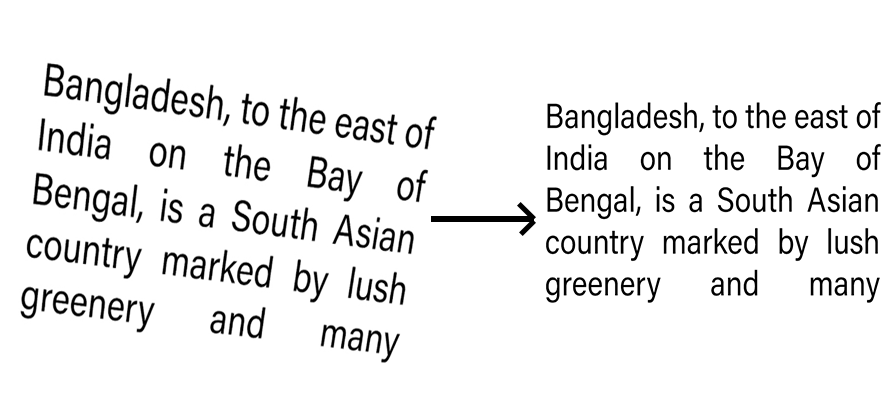 Bangladesh, to the east of
India on the Bay of
Bengal, is a South Asian
country marked by lush
greenery and many
Bangladesh, to the east of
India on the Bay of
Bengal, is a South Asian
country marked by lush
greenery and many